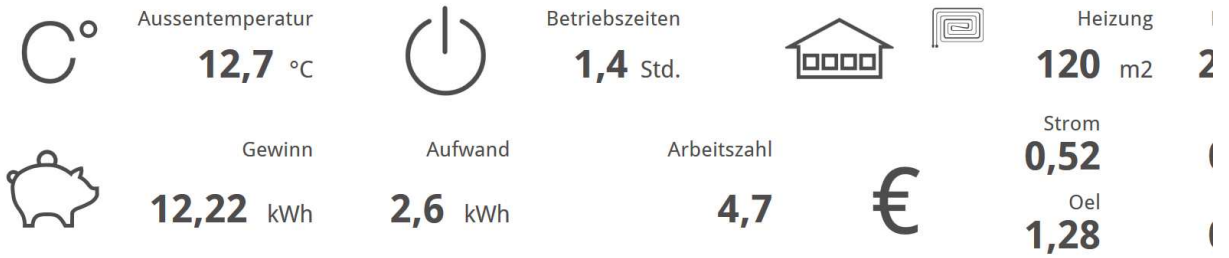 C° Aussentemperatur Betriebszeiten Heizung
12,7 °C 1,4 Std. 120 m2
Strom
Gewinn Aufwand Arbeitszahl 0,52
12,22 kWh 2,6 kWh 4,7 €
Oel
1,28